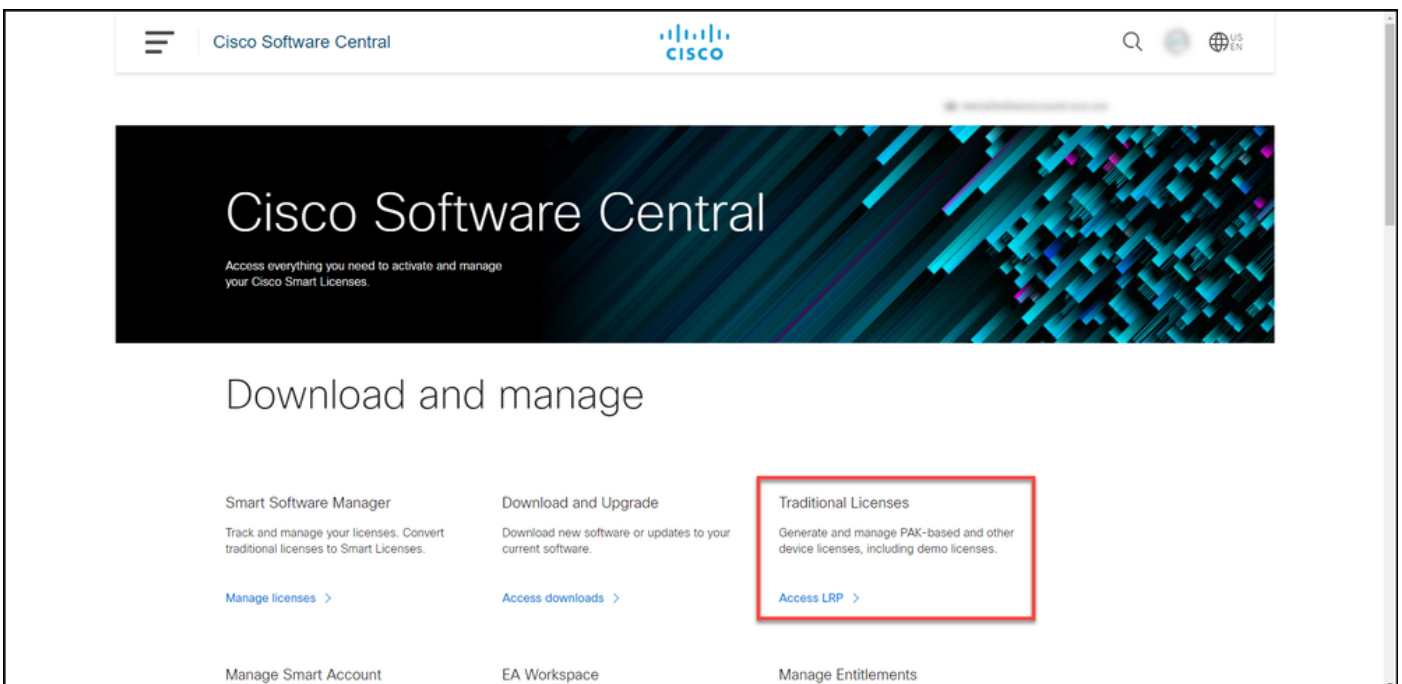 Cisco Software Central
CISCO
US
EN
Cisco Software Central
Access everything you need to activate and manage
your Cisco Smart Licenses.
Download and manage
Smart Software Manager
Track and manage your licenses. Convert
traditional licenses to Smart Licenses.
Manage licenses >
Download and Upgrade
Download new software or updates to your
current software.
Access downloads >
Traditional Licenses
Generate and manage PAK-based and other
device licenses, including demo licenses.
Access LRP >
Manage Smart Account
EA Workspace
Manage Entitlements